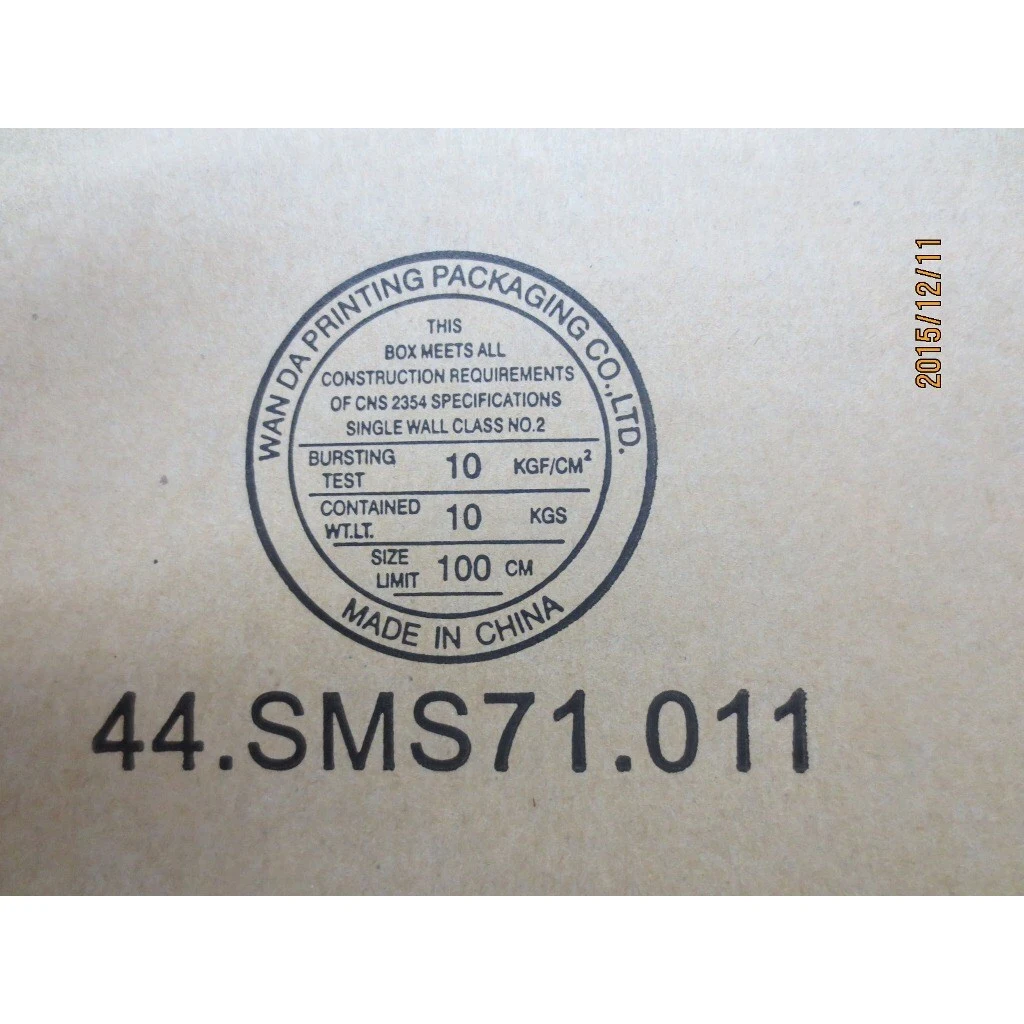 WAN DA PRINTING PACKAGING CO.,LTD.
THIS
BOX MEETS ALL
CONSTRUCTION REQUIREMENTS
OF CNS 2354 SPECIFICATIONS
SINGLE WALL CLASS NO.2
BURSTING TEST 10 KGF/CM²
CONTAINED WT.LT. 10 KGS
SIZE LIMIT 100 CM
MADE IN CHINA
44.SMS71.011
2015/12/11